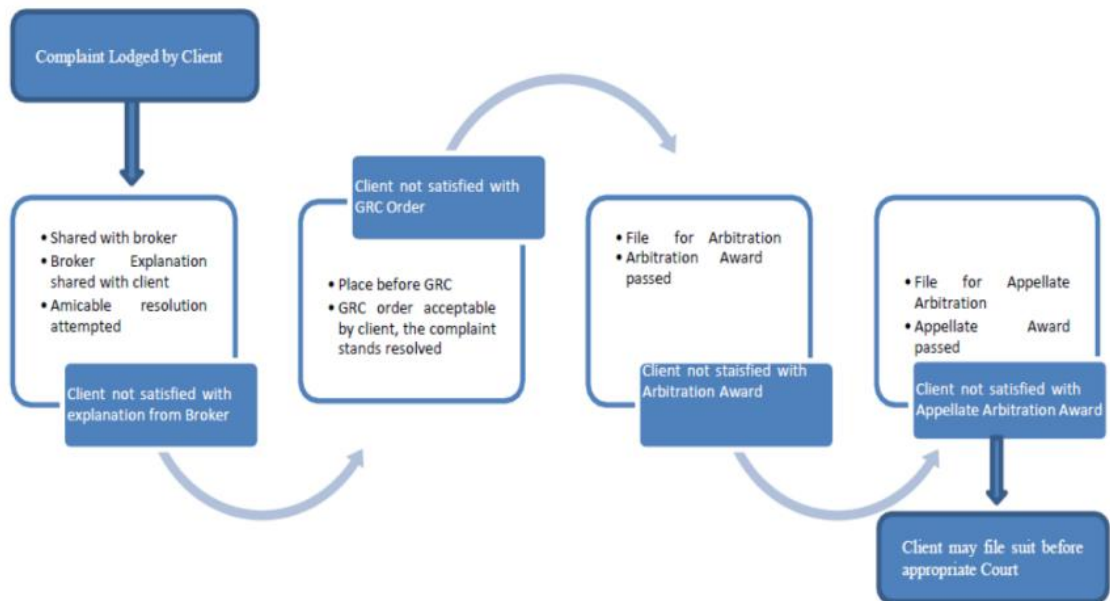 Complaint Lodged by Client
• Shared with broker
• Broker Explanation
shared with client
• Amicable resolution
attempted
Client not satisfied with
explanation from Broker
Client not satisfied with
GRC Order
• Place before GRC
• GRC order acceptable
by client, the complaint
stands resolved
• File for Arbitration
• Arbitration Award
passed
Client not staisfied with
Arbitration Award
• File for Appellate
Arbitration
• Appellate Award
passed
Client not satisfied with
Appellate Arbitration Award
Client may file suit before
appropriate Court